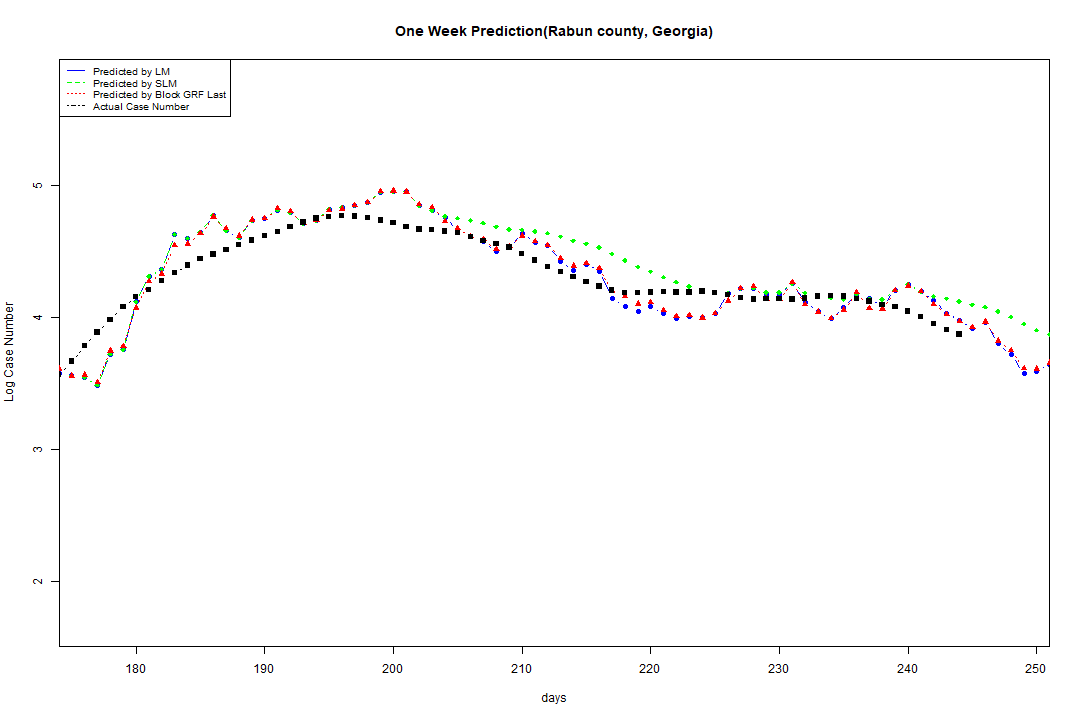 One Week Prediction(Rabun county, Georgia)
Predicted by LM
Predicted by SLM
Predicted by Block GRF Last
Actual Case Number
5
4
3
2
Log Case Number
180 190 200 210 220 230 240 250
days